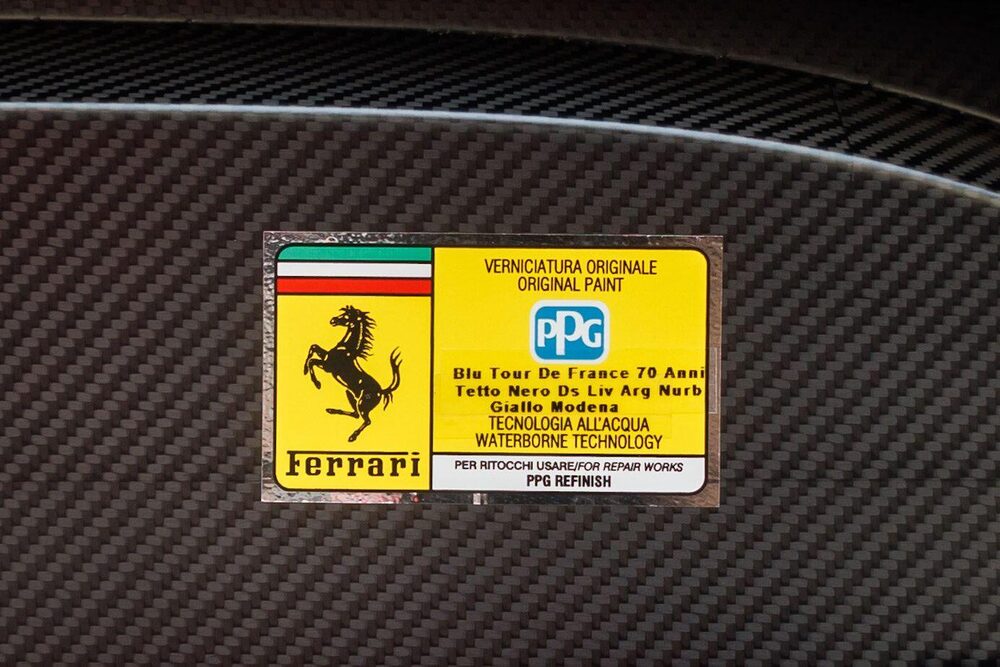 VERNICIATURA ORIGINALE
ORIGINAL PAINT
PPG
Blu Tour De France 70 Anni
Tetto Nero Ds Liv Arg Nurb
Giallo Modena
TECNOLOGIA ALL'ACQUA
WATERBORNE TECHNOLOGY
Ferrari
PER RITOCCHI USARE/FOR REPAIR WORKS
PPG REFINISH